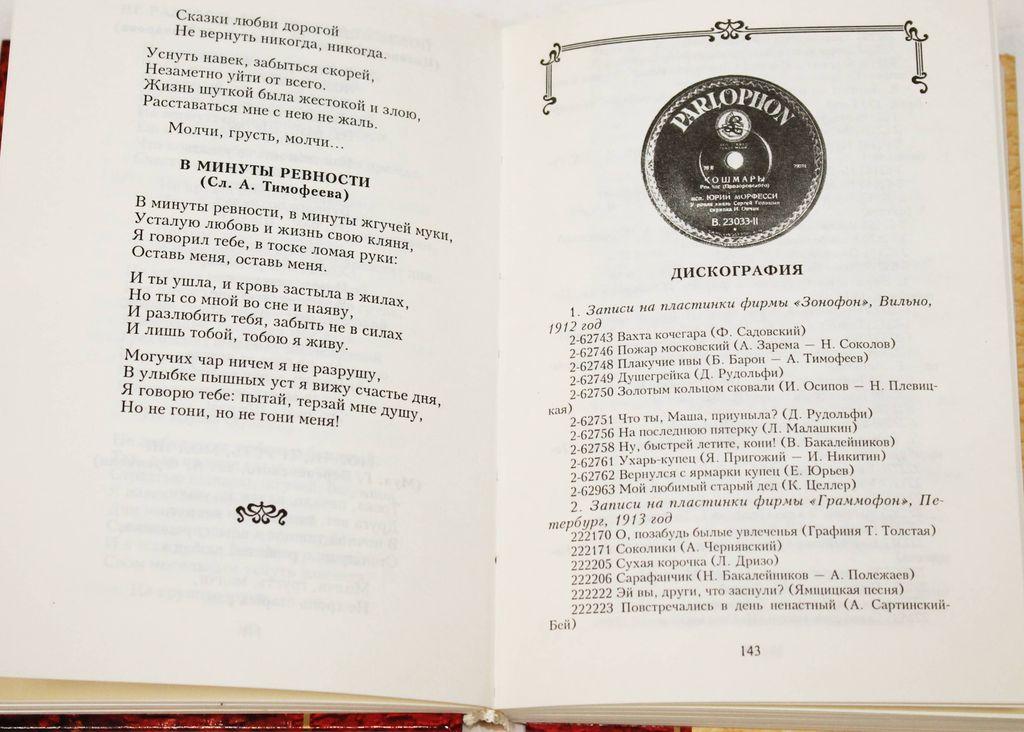 Сказки любви дорогой
Не вернуть никогда, никогда.
Уснуть навек, забыться скорей,
Незаметно уйти от всего.
Жизнь шуткой была жестокой и злою,
Расставаться мне с нею не жаль.
Молчи, грусть, молчи...
В МИНУТЫ РЕВНОСТИ
(Сл. А. Тимофеева)
В минуты ревности, в минуты жгучей муки,
Усталую любовь и жизнь свою кляня,
Я говорил тебе, в тоске ломая руки:
Оставь меня, оставь меня.
И ты ушла, и кровь застыла в жилах,
Но ты со мной во сне и наяву,
И разлюбить тебя, забыть не в силах
И лишь тобой, тобою я живу.
Могучих чар ничем я не разрушу,
В улыбке пышных уст я вижу счастье дня,
Я говорю тебе: пытай, терзай мне душу,
Но не гони, но не гони меня!
PARLOPHON
КОШМАРЫ
Романс (Прозоровского)
исп. ЮРИЙ МОРФЕССИ
У рояля князь Сергей Голицын
скрипка И.
B. 23033-II
ДИСКОГРАФИЯ
1. Записи на пластинки фирмы «Зонофон», Вильно,
1912 год
2-62743 Вахта кочегара (Ф. Садовский)
2-62746 Пожар московский (А. Зарема — Н. Соколов)
2-62748 Плакучие ивы (Б. Барон — А. Тимофеев)
2-62749 Душегрейка (Д. Рудольфи)
2-62750 Золотым кольцом сковали (И. Осипов — Н. Плевиц-
кая)
2-62751 Что ты, Маша, приуныла? (Д. Рудольфи)
2-62756 На последнюю пятерку (Л. Малашкин)
2-62758 Ну, быстрей летите, кони! (В. Бакалейников)
2-62761 Ухарь-купец (Я. Пригожий — И. Никитин)
2-62762 Вернулся с ярмарки купец (Е. Юрьев)
2-62963 Мой любимый старый дед (К. Целлер)
2. Записи на пластинки фирмы «Граммофон», Пе-
тербург, 1913 год
222170 О, позабудь былые увлеченья (Графиня Т. Толстая)
222171 Соколики (А. Чернявский)
222205 Сухая корочка (Л. Дризо)
222206 Сарафанчик (Н. Бакалейников — А. Полежаев)
222222 Эй вы, други, что заснули? (Ямщицкая песня)
222223 Повстречались в день ненастный (А. Сартинский-
Бей)
143